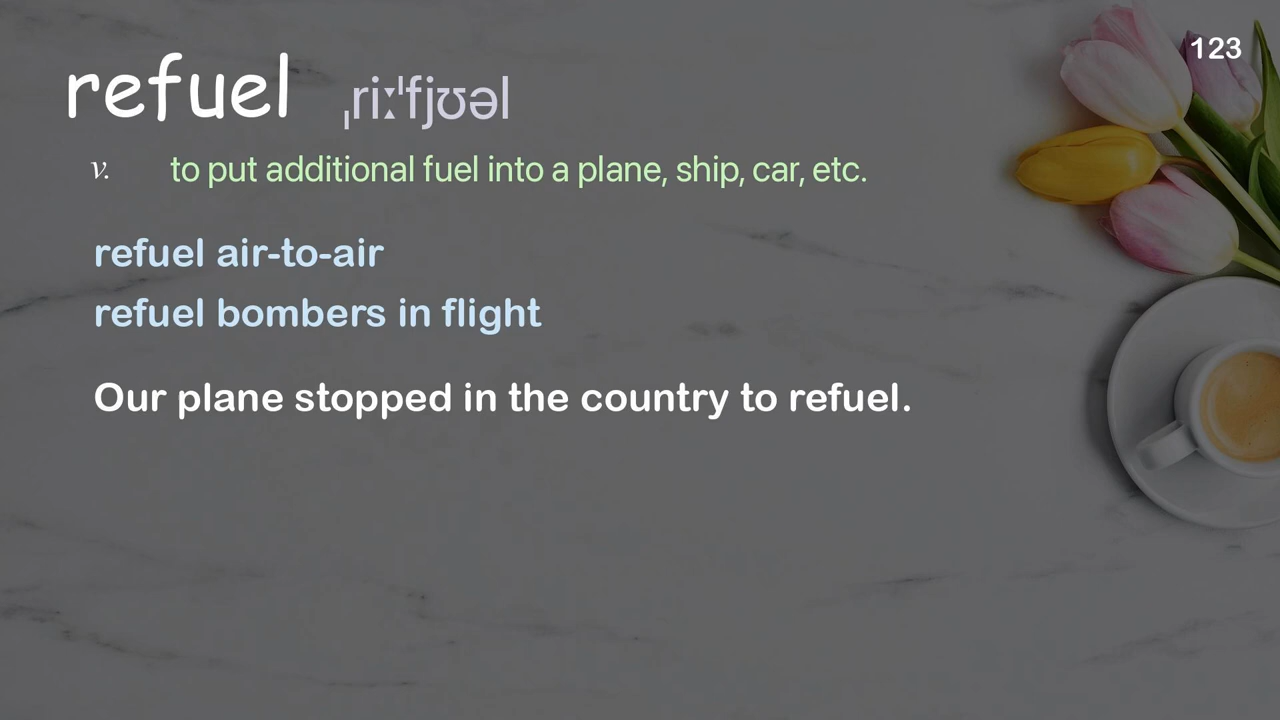 123
refuel ˌriːˈfjʊəl
v. to put additional fuel into a plane, ship, car, etc.
refuel air-to-air
refuel bombers in flight
Our plane stopped in the country to refuel.